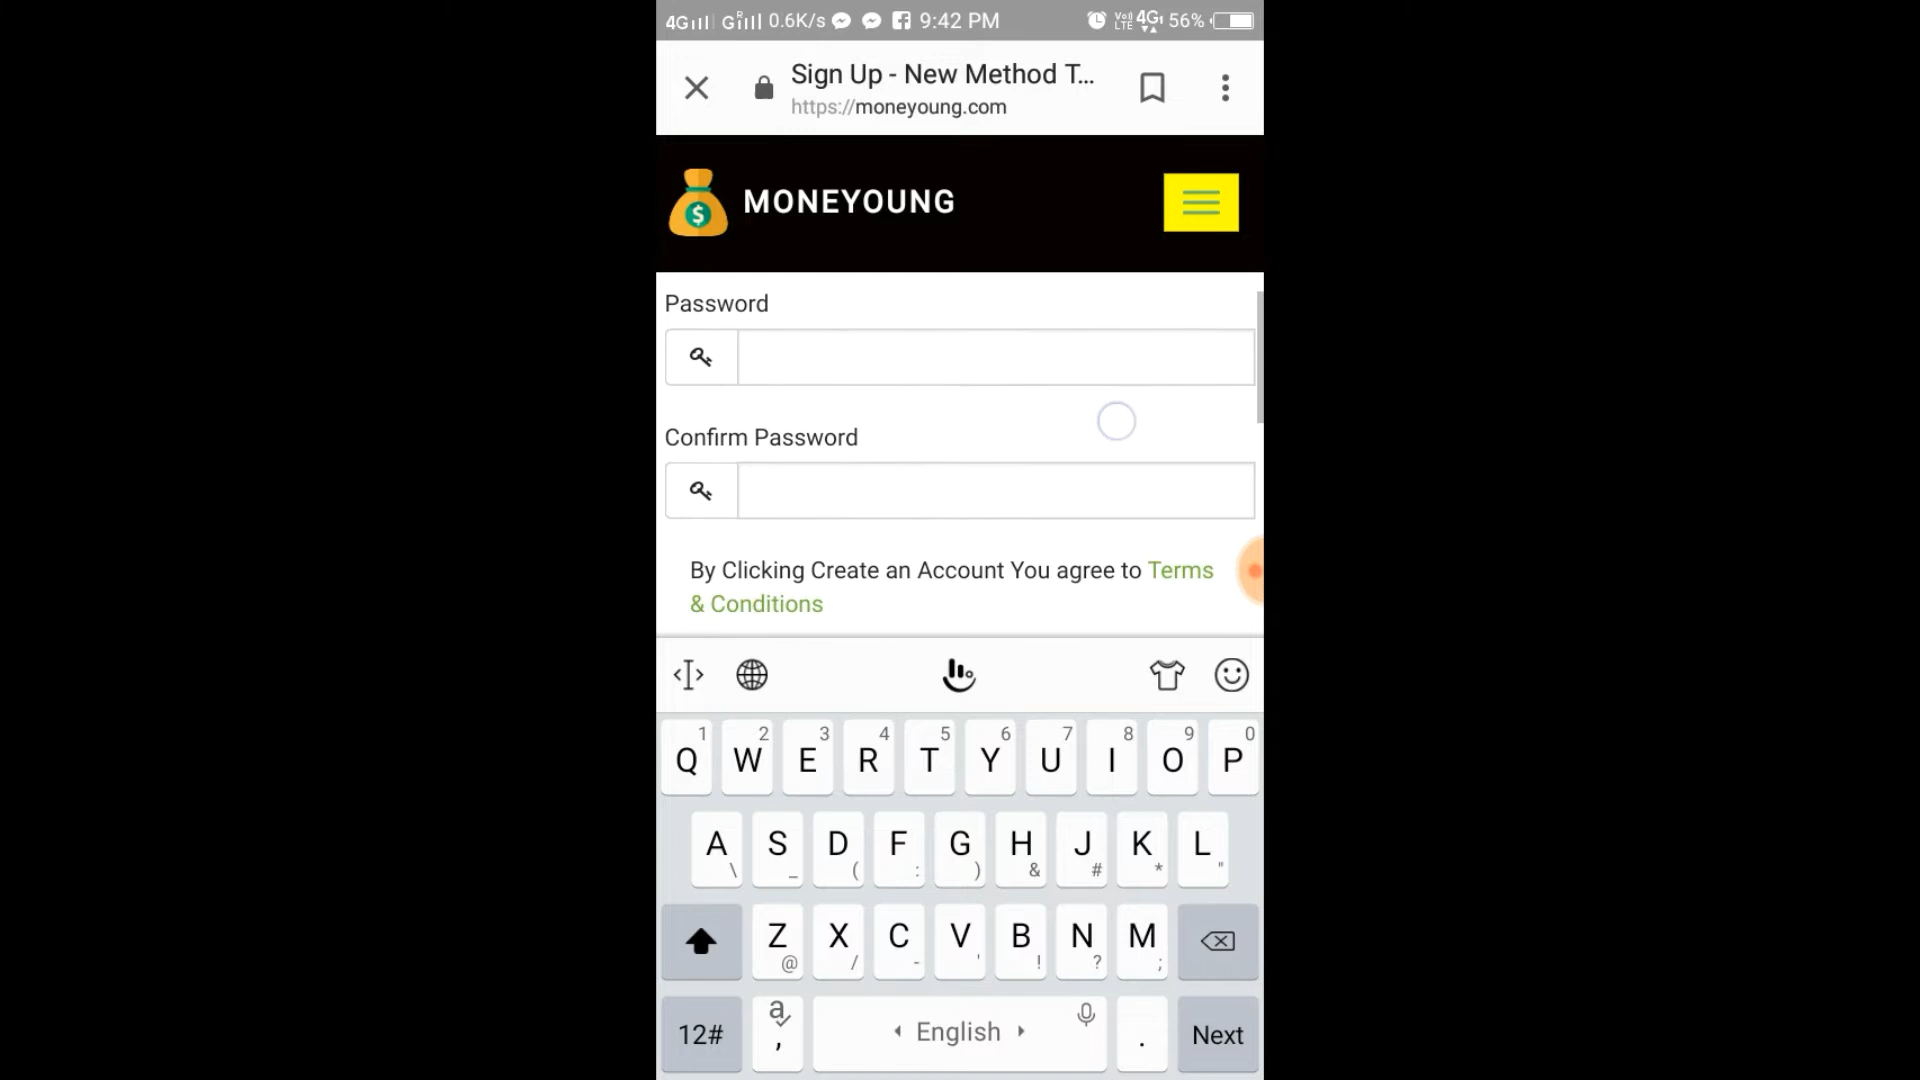 4G G R 0.6K/s 9:42 PM VoLTE 4G 56%
Sign Up - New Method T...
https://moneyoung.com
$ MONEYOUNG
Password
Confirm Password
By Clicking Create an Account You agree to Terms
& Conditions
1 2 3 4 5 6 7 8 9 0
Q W E R T Y U I O P
A S D F G H J K L
\ _ ( : ) & # * "
Z X C V B N M
@ / - ' ! ? ;
12# a , English . Next